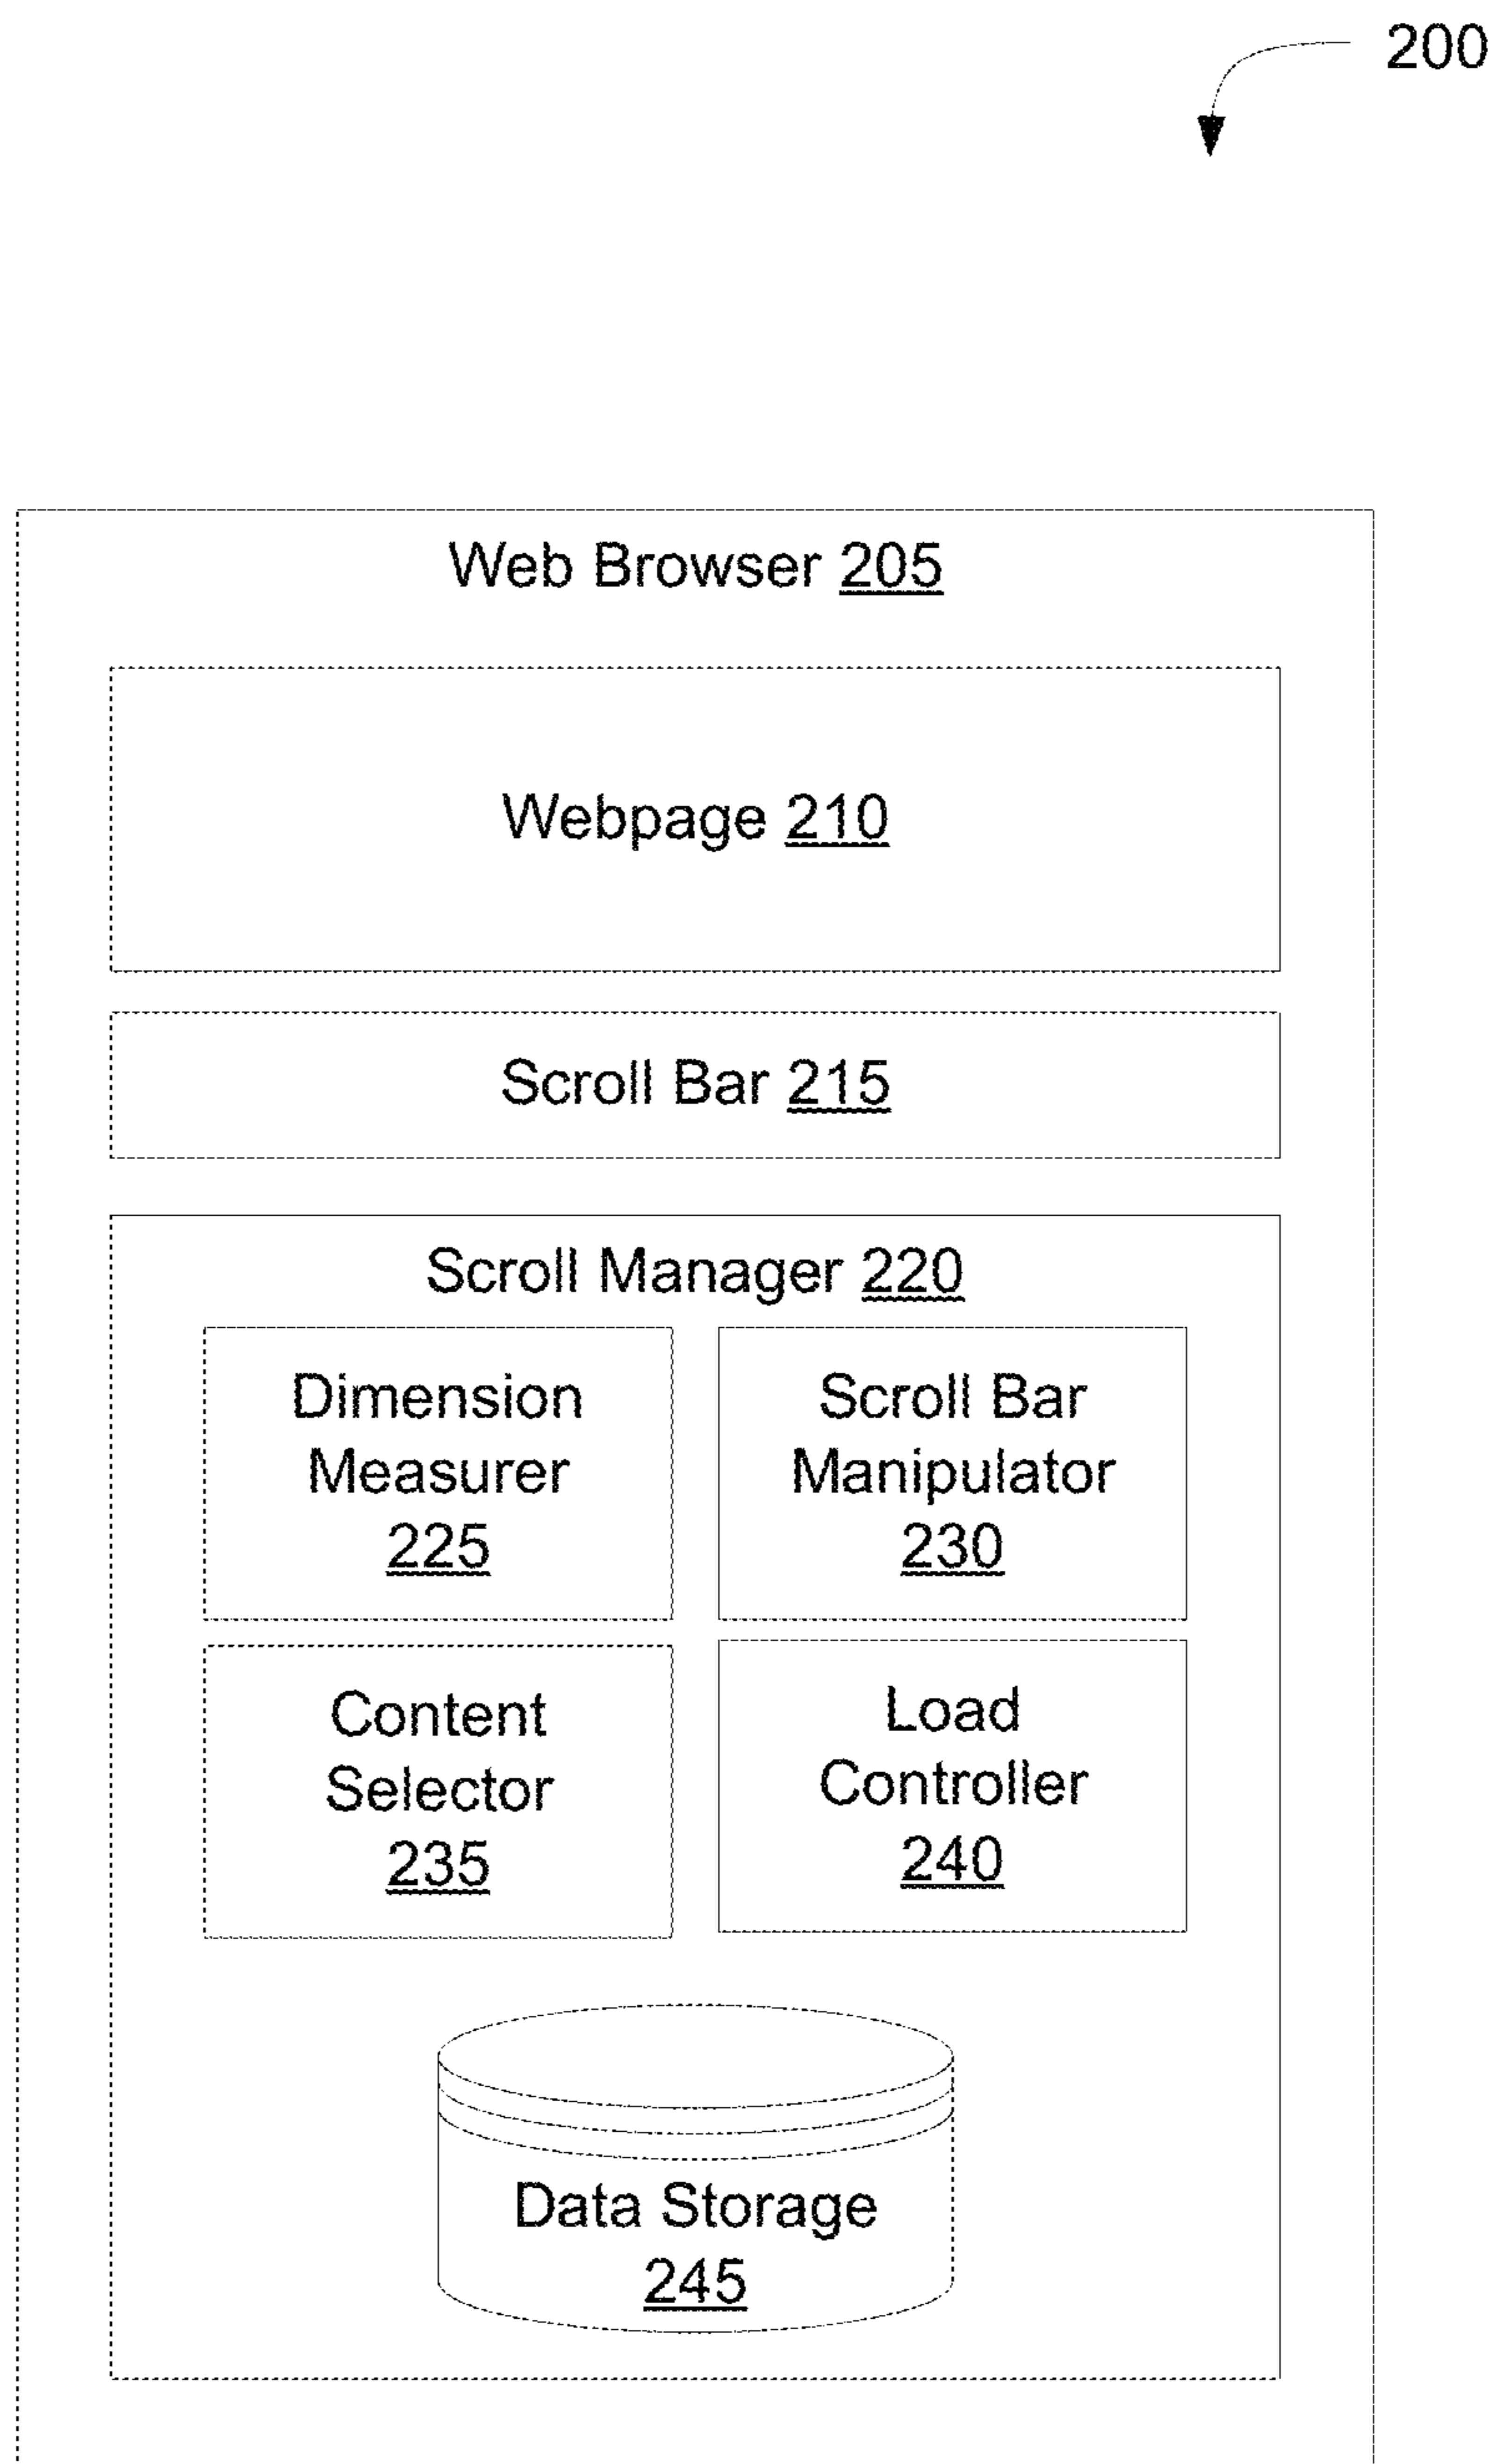 200
Web Browser 205
Webpage 210
Scroll Bar 215
Scroll Manager 220
Dimension
Measurer
225
Scroll Bar
Manipulator
230
Content
Selector
235
Load
Controller
240
Data Storage
245